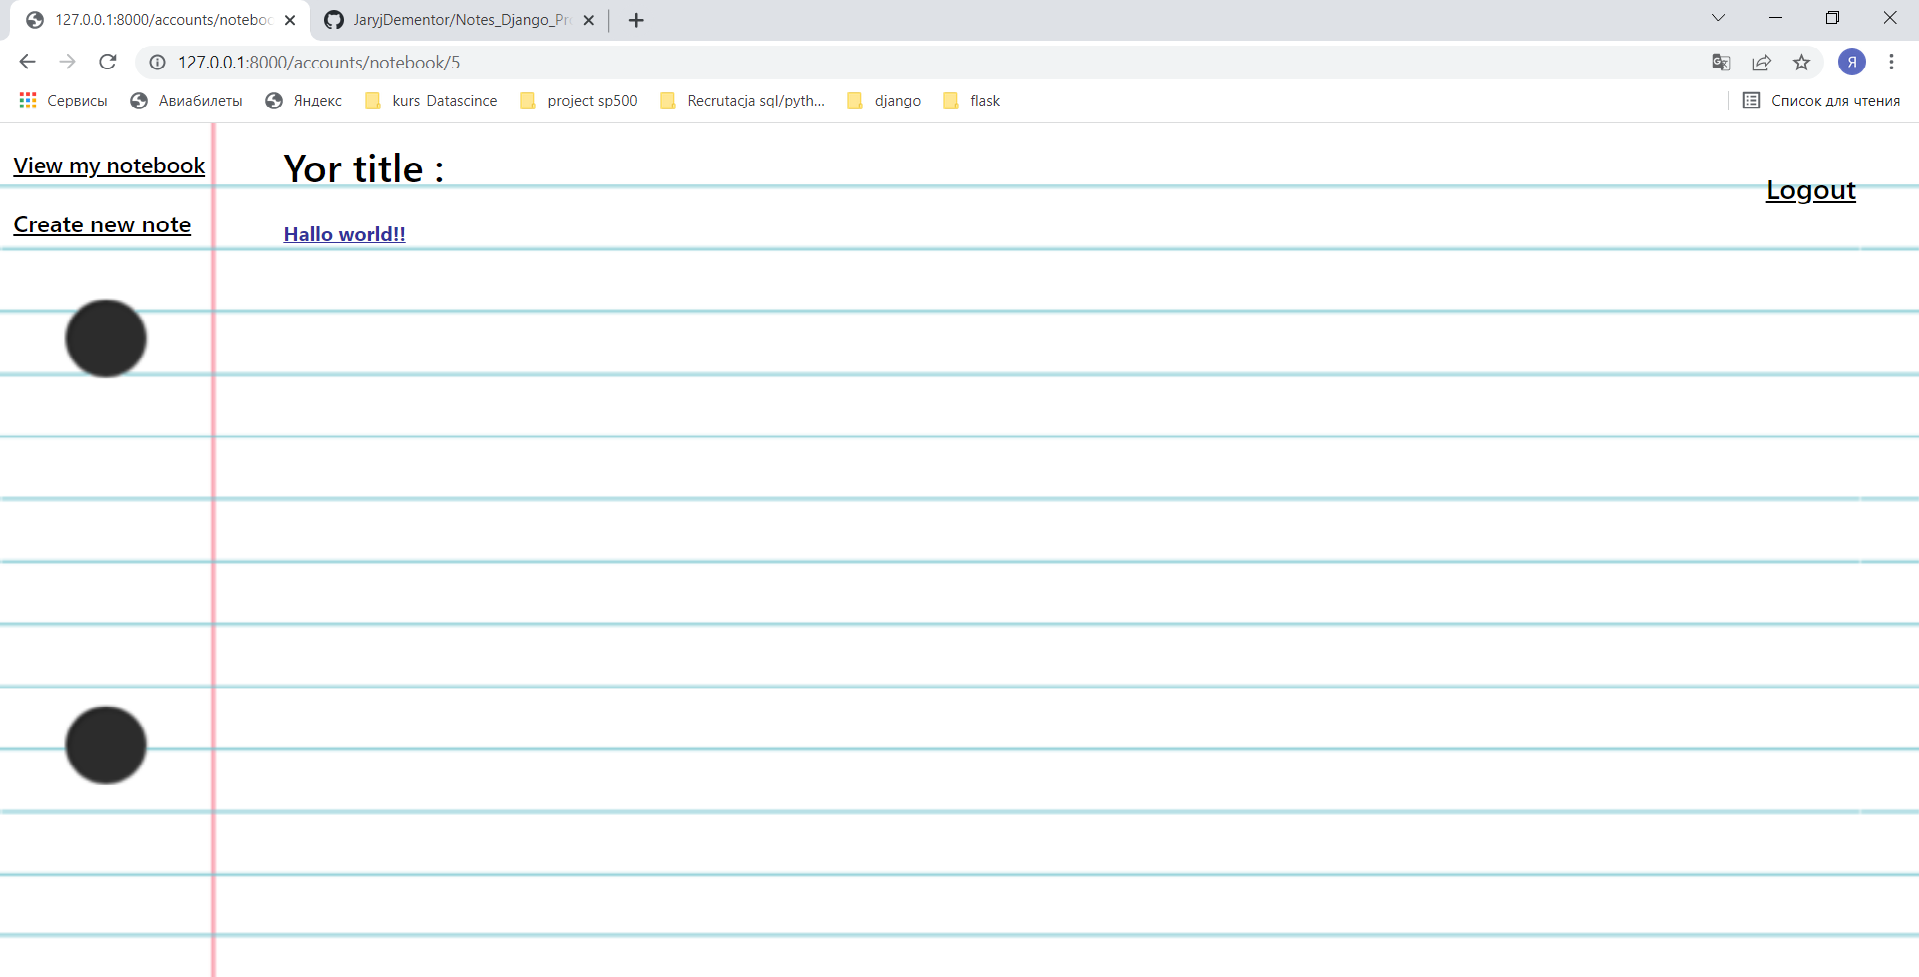 127.0.0.1:8000/accounts/noteboo
JaryjDementor/Notes_Django_Pr
127.0.0.1:8000/accounts/notebook/5
Я
Сервисы Авиабилеты Яндекс kurs Datascince project sp500 Recrutacja sql/pyth... django flask Список для чтения
View my notebook
Yor title :
Logout
Create new note
Hallo world!!